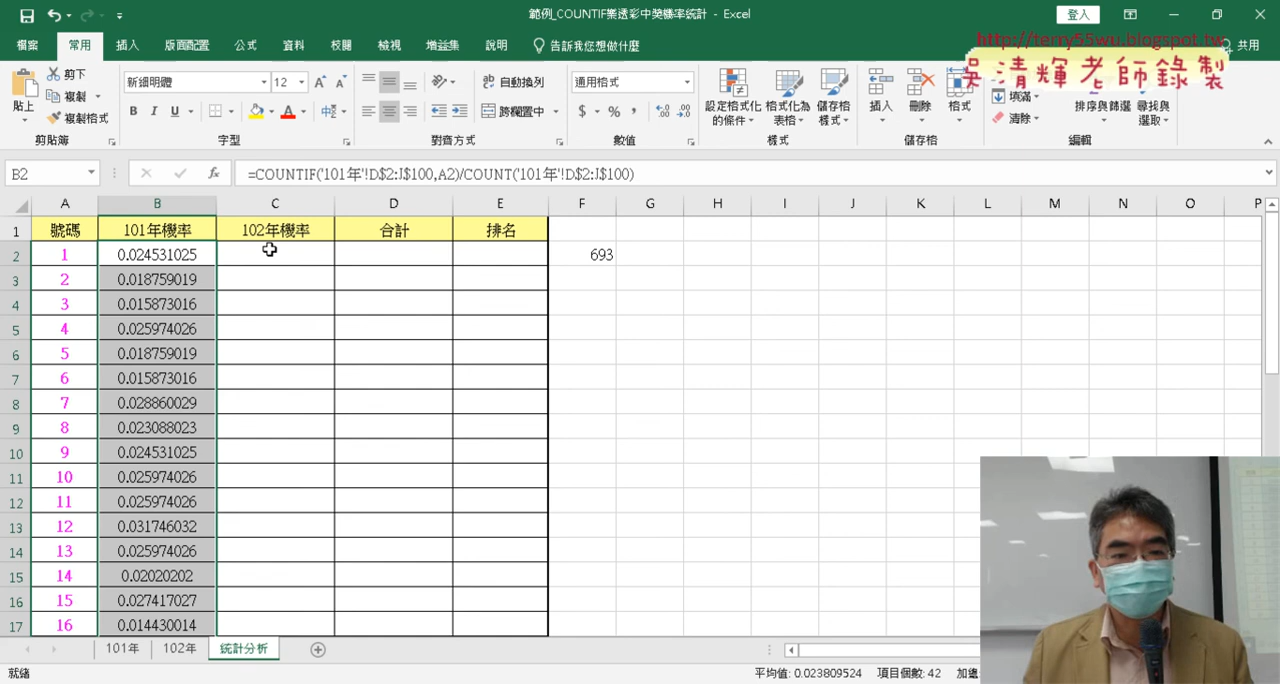 範例_COUNTIF樂透彩中獎機率統計 - Excel
登入
檔案 常用 插入 版面配置 公式 資料 校閱 檢視 增益集 說明 告訴我您想做什麼 共用
http://terry55wu.blogspot.tw
吳清輝老師錄製
貼上 剪下 複製 複製格式 剪貼簿
新細明體 12 B I U 字型
自動換列 跨欄置中 對齊方式
通用格式 $ % , 數值
設定格式化的條件 格式化為表格 儲存格樣式 樣式
插入 刪除 格式 儲存格
填滿 清除 排序與篩選 尋找與選取 編輯
B2 fx =COUNTIF('101年'!D$2:J$100,A2)/COUNT('101年'!D$2:J$100)
A B C D E F G H I J K L M N O P
1 號碼 101年機率 102年機率 合計 排名
2 1 0.024531025 693
3 2 0.018759019
4 3 0.015873016
5 4 0.025974026
6 5 0.018759019
7 6 0.015873016
8 7 0.028860029
9 8 0.023088023
10 9 0.024531025
11 10 0.025974026
12 11 0.025974026
13 12 0.031746032
14 13 0.025974026
15 14 0.02020202
16 15 0.027417027
17 16 0.014430014
101年 102年 統計分析
就緒 平均值: 0.023809524 項目個數: 42